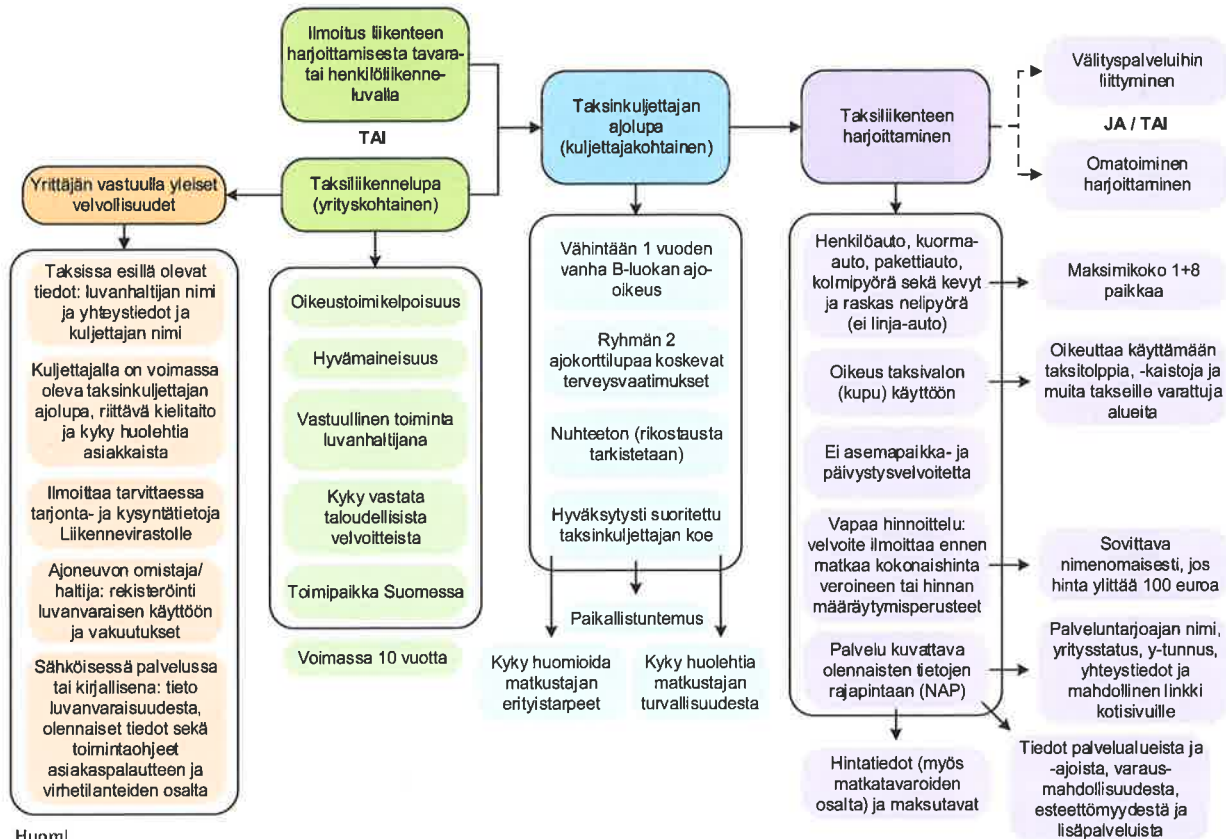 Ilmoitus liikenteen
harjoittamisesta tavara-
tai henkilöliikenne-
luvalla
TAI
Taksiliikennelupa
(yrityskohtainen)
Yrittäjän vastuulla yleiset
velvollisuudet
Taksissa esillä olevat
tiedot: luvanhaltijan nimi
ja yhteystiedot ja
kuljettajan nimi
Kuljettajalla on voimassa
oleva taksinkuljettajan
ajolupa, riittävä kielitaito
ja kyky huolehtia
asiakkaista
Ilmoittaa tarvittaessa
tarjonta- ja kysyntätietoja
Liikennevirastolle
Ajoneuvon omistaja/
haltija: rekisteröinti
luvanvaraisen käyttöön
ja vakuutukset
Sähköisessä palvelussa
tai kirjallisena: tieto
luvanvaraisuudesta,
olennaiset tiedot sekä
toimintaohjeet
asiakaspalautteen ja
virhetilanteiden osalta
Oikeustoimikelpoisuus
Hyvämaineisuus
Vastuullinen toiminta
luvanhaltijana
Kyky vastata
taloudellisista
velvoitteista
Toimipaikka Suomessa
Voimassa 10 vuotta
Taksinkuljettajan
ajolupa
(kuljettajakohtainen)
Vähintään 1 vuoden
vanha B-luokan ajo-
oikeus
Ryhmän 2
ajokorttilupaa koskevat
terveysvaatimukset
Nuhteeton (rikostausta
tarkistetaan)
Hyväksytysti suoritettu
taksinkuljettajan koe
Paikallistuntemus
Kyky huomioida
matkustajan
erityistarpeet
Kyky huolehtia
matkustajan
turvallisuudesta
Taksiliikenteen
harjoittaminen
Henkilöauto, kuorma-
auto, pakettiauto,
kolmipyörä sekä kevyt
ja raskas nelipyörä
(ei linja-auto)
Oikeus taksivalon
(kupu) käyttöön
Ei asemapaikka- ja
päivystysvelvoitetta
Vapaa hinnoittelu:
velvoite ilmoittaa ennen
matkaa kokonaishinta
veroineen tai hinnan
määräytymisperusteet
Palvelu kuvattava
olennaisten tietojen
rajapintaan (NAP)
Hintatiedot (myös
matkatavaroiden
osalta) ja maksutavat
Välityspalveluihin
liittyminen
JA / TAI
Omatoiminen
harjoittaminen
Maksimikoko 1+8
paikkaa
Oikeuttaa käyttämään
taksitolppia, -kaistoja ja
muita takseille varattuja
alueita
Sovittava
nimenomaisesti, jos
hinta ylittää 100 euroa
Palveluntarjoajan nimi,
yritysstatus, y-tunnus,
yhteystiedot ja
mahdollinen linkki
kotisivuille
Tiedot palvelualueista ja
-ajoista, varaus-
mahdollisuudesta,
esteettömyydestä ja
lisäpalveluista